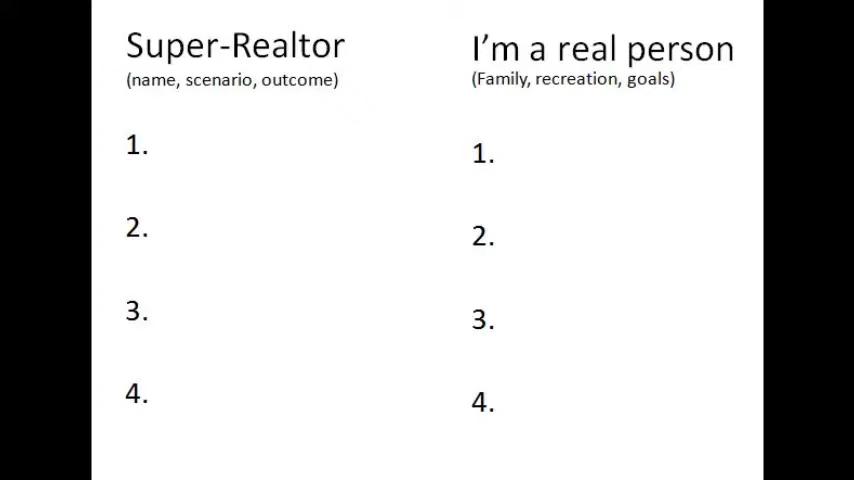 Super-Realtor
(name, scenario, outcome)
1.
2.
3.
4.
I’m a real person
(Family, recreation, goals)
1.
2.
3.
4.